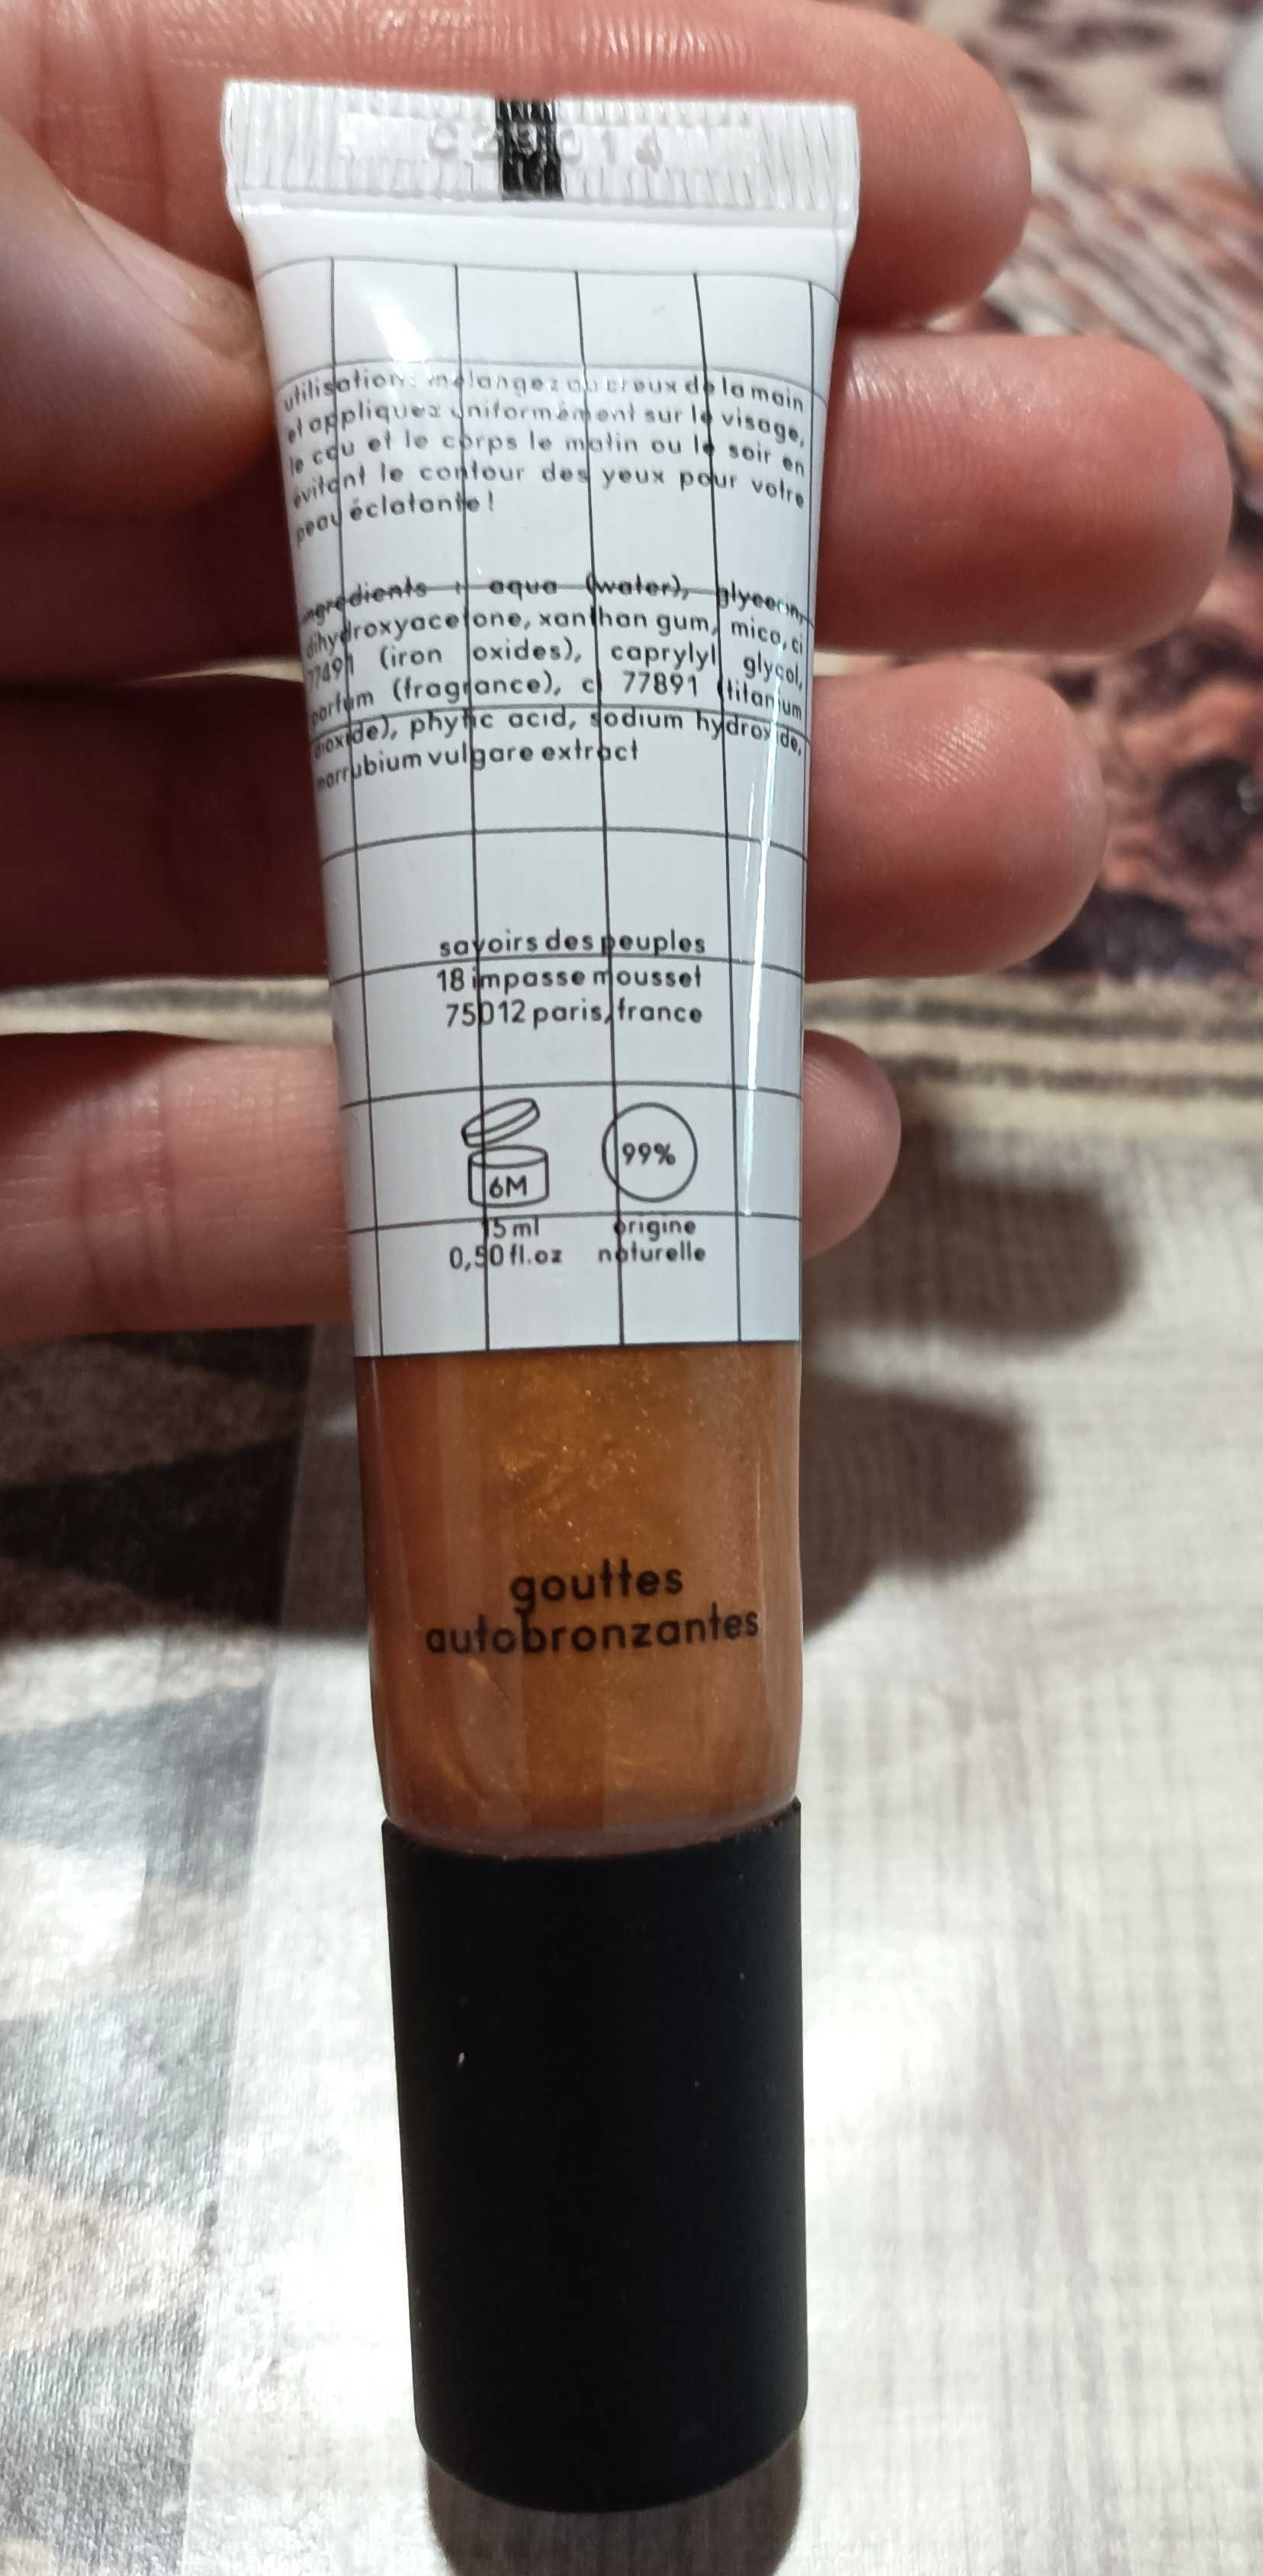 utilisation: mélangez au creux de la main
et appliquez uniformément sur le visage,
le cou et le corps le matin ou le soir en
évitant le contour des yeux pour votre
peau éclatante!
ingrédients : aqua (water), glycerin,
dihydroxyacetone, xanthan gum, mica, ci
77491 (iron oxides), caprylyl glycol,
parfum (fragrance), ci 77891 (titanium
dioxide), phytic acid, sodium hydroxide,
marrubium vulgare extract
savoirs des peuples
18 impasse mousset
75012 paris, france
6M 99%
15 ml origine
0,50 fl.oz naturelle
gouttes
autobronzantes